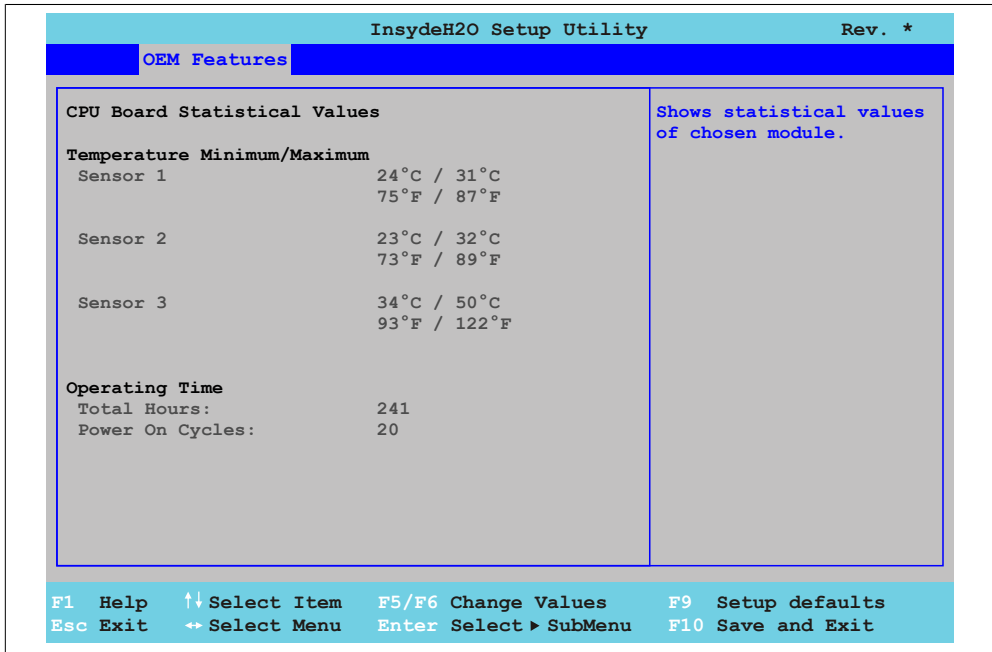 InsydeH2O Setup Utility Rev. *
OEM Features
CPU Board Statistical Values
Shows statistical values
of chosen module.
Temperature Minimum/Maximum
Sensor 1 24°C / 31°C
75°F / 87°F
Sensor 2 23°C / 32°C
73°F / 89°F
Sensor 3 34°C / 50°C
93°F / 122°F
Operating Time
Total Hours: 241
Power On Cycles: 20
F1 Help ↑↓ Select Item F5/F6 Change Values F9 Setup defaults
Esc Exit ↔ Select Menu Enter Select ▶ SubMenu F10 Save and Exit